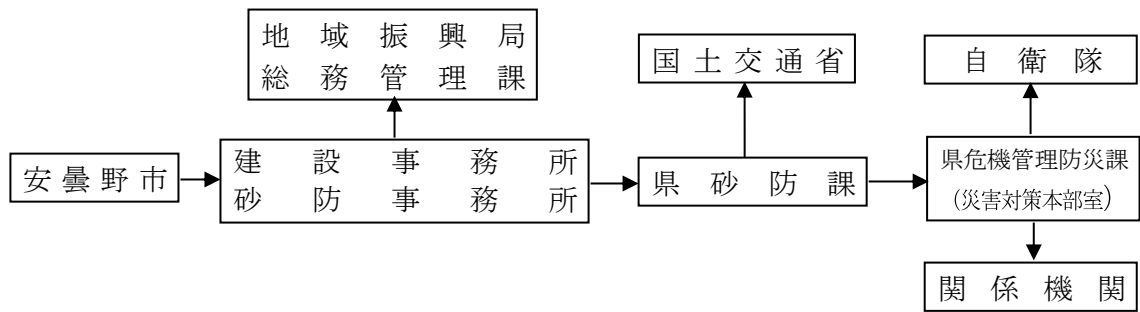 地域振興局
総務管理課
国土交通省
自衛隊
安曇野市
建設事務所
砂防事務所
県砂防課
県危機管理防災課
(災害対策本部室)
関係機関